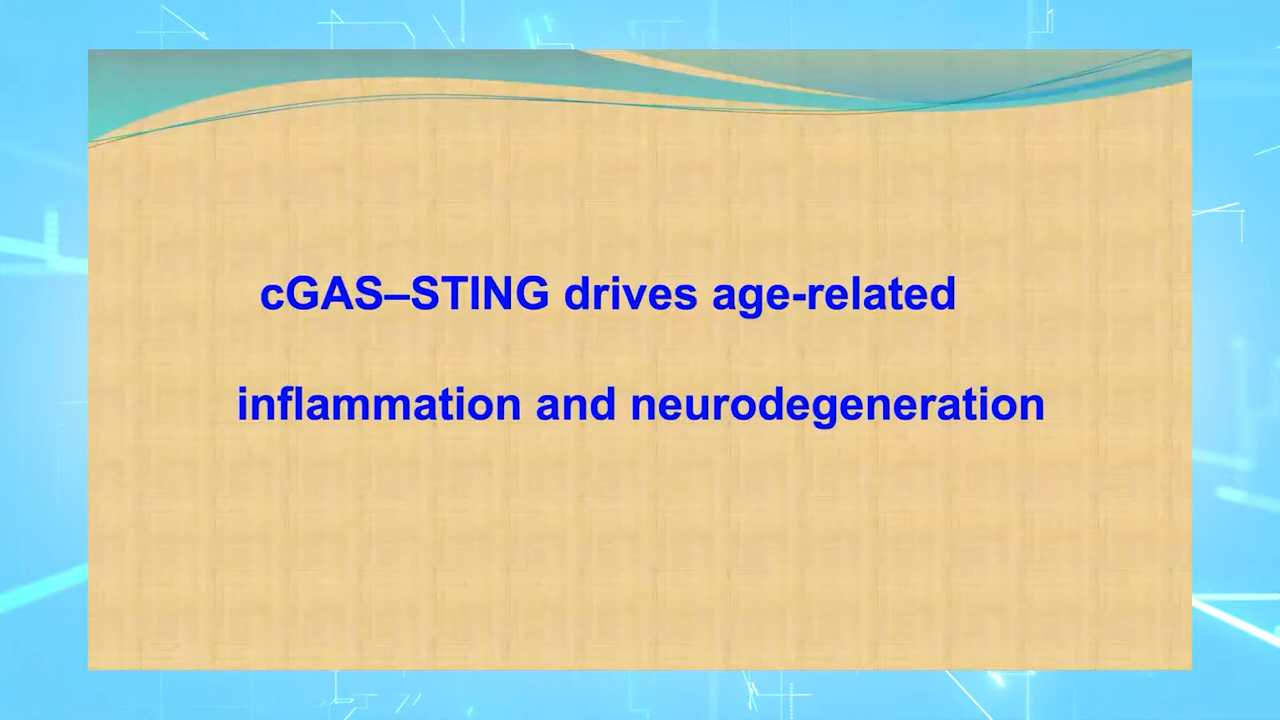 cGAS–STING drives age-related
inflammation and neurodegeneration